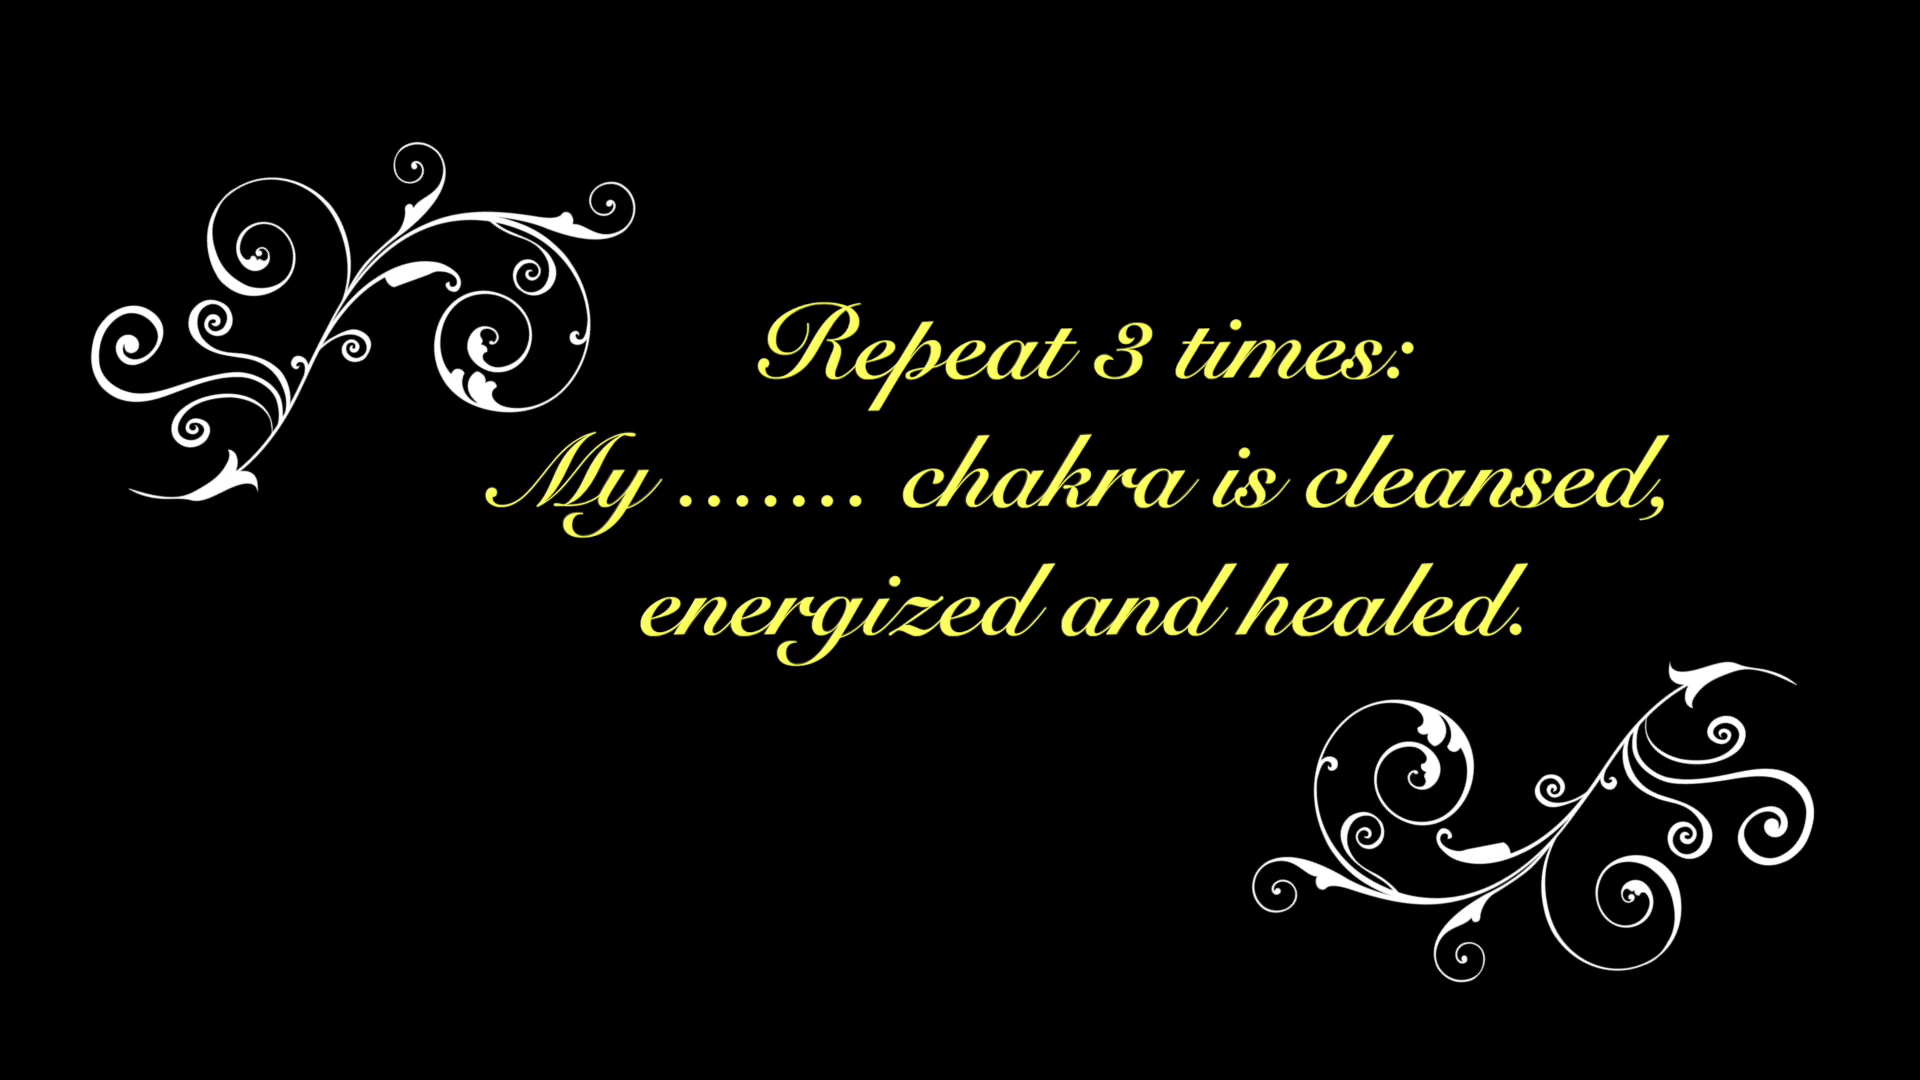 Repeat 3 times:
My ....... chakra is cleansed,
energized and healed.